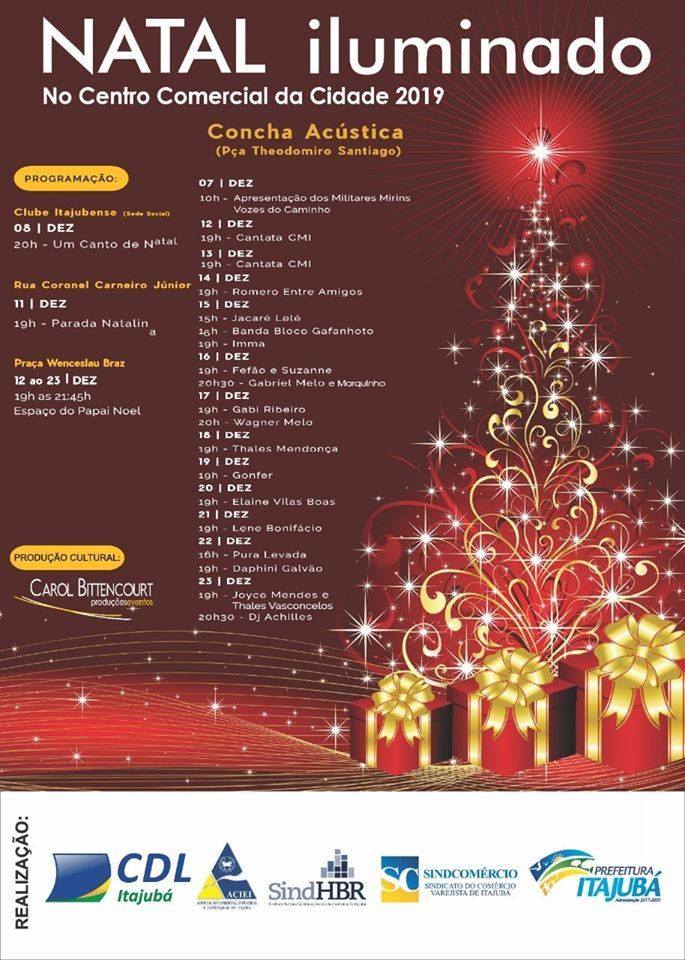 NATAL iluminado
No Centro Comercial da Cidade 2019
Concha Acústica
(Pça Theodomiro Santiago)
PROGRAMAÇÃO:
Clube Itajubense (Sede Social)
08 | DEZ
20h - Um Canto de Natal
Rua Coronel Carneiro Júnior
11 | DEZ
19h - Parada Natalin
a
Praça Wenceslau Braz
12 ao 23 | DEZ
19h as 21:45h
Espaço do Papai Noel
07 | DEZ
10h - Apresentação dos Militares Mirins
Vozes do Caminho
12 | DEZ
19h - Cantata CMI
13 | DEZ
19h - Cantata CMI
14 | DEZ
19h - Romero Entre Amigos
15 | DEZ
15h - Jacaré Lelé
16h - Banda Bloco Gafanhoto
19h - Imma
16 | DEZ
19h - Fefão e Suzanne
20h30 - Gabriel Melo e Marquinho
17 | DEZ
19h - Gabi Ribeiro
20h - Wagner Melo
18 | DEZ
19h - Thales Mendonça
19 | DEZ
19h - Gonfer
20 | DEZ
19h - Elaine Vilas Boas
21 | DEZ
19h - Lene Bonifácio
22 | DEZ
16h - Pura Levada
19h - Daphini Galvão
23 | DEZ
19h - Joyce Mendes e
Thales Vasconcelos
20h30 - Dj Achilles
PRODUÇÃO CULTURAL:
CAROL BITTENCOURT
produçõeseventos
REALIZAÇÃO:
CDL
Itajubá
ACIEI
SindHBR
SC
SINDCOMÉRCIO
SINDICATO DO COMÉRCIO
VAREJISTA DE ITAJUBÁ
PREFEITURA
ITAJUBÁ
Administração 2017-2020